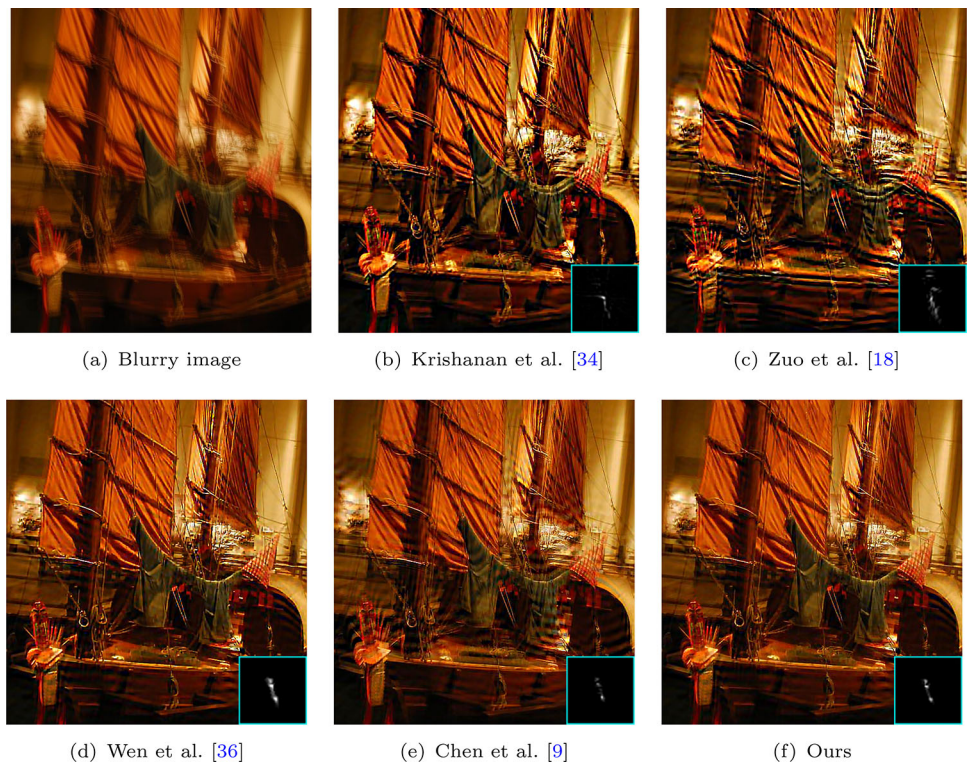 (a) Blurry image
(b) Krishanan et al. [34]
(c) Zuo et al. [18]
(d) Wen et al. [36]
(e) Chen et al. [9]
(f) Ours